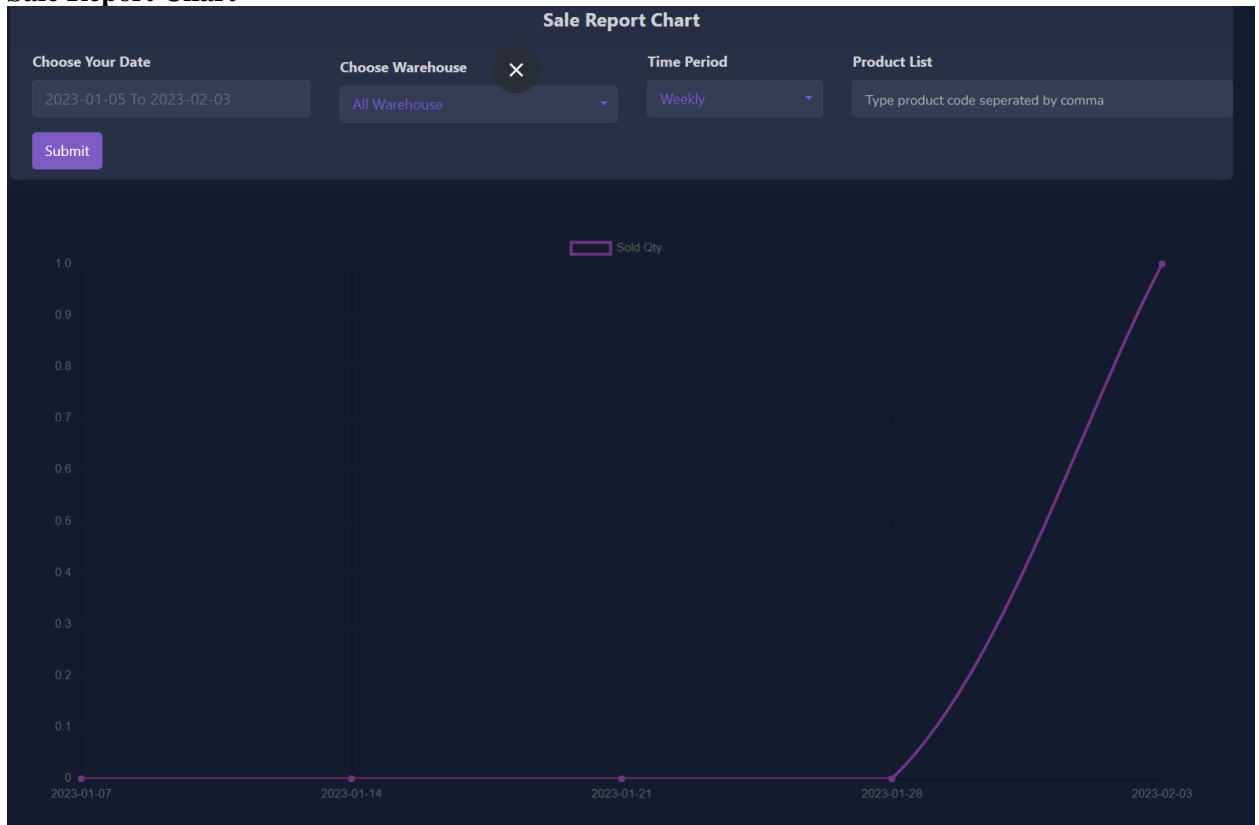 Sale Report Chart
Sale Report Chart
Choose Your Date
Choose Warehouse
Time Period
Product List
2023-01-05 To 2023-02-03
All Warehouse
Weekly
Type product code seperated by comma
Submit
Sold Qty
1.0
0.9
0.8
0.7
0.6
0.5
0.4
0.3
0.2
0.1
0
2023-01-07
2023-01-14
2023-01-21
2023-01-28
2023-02-03